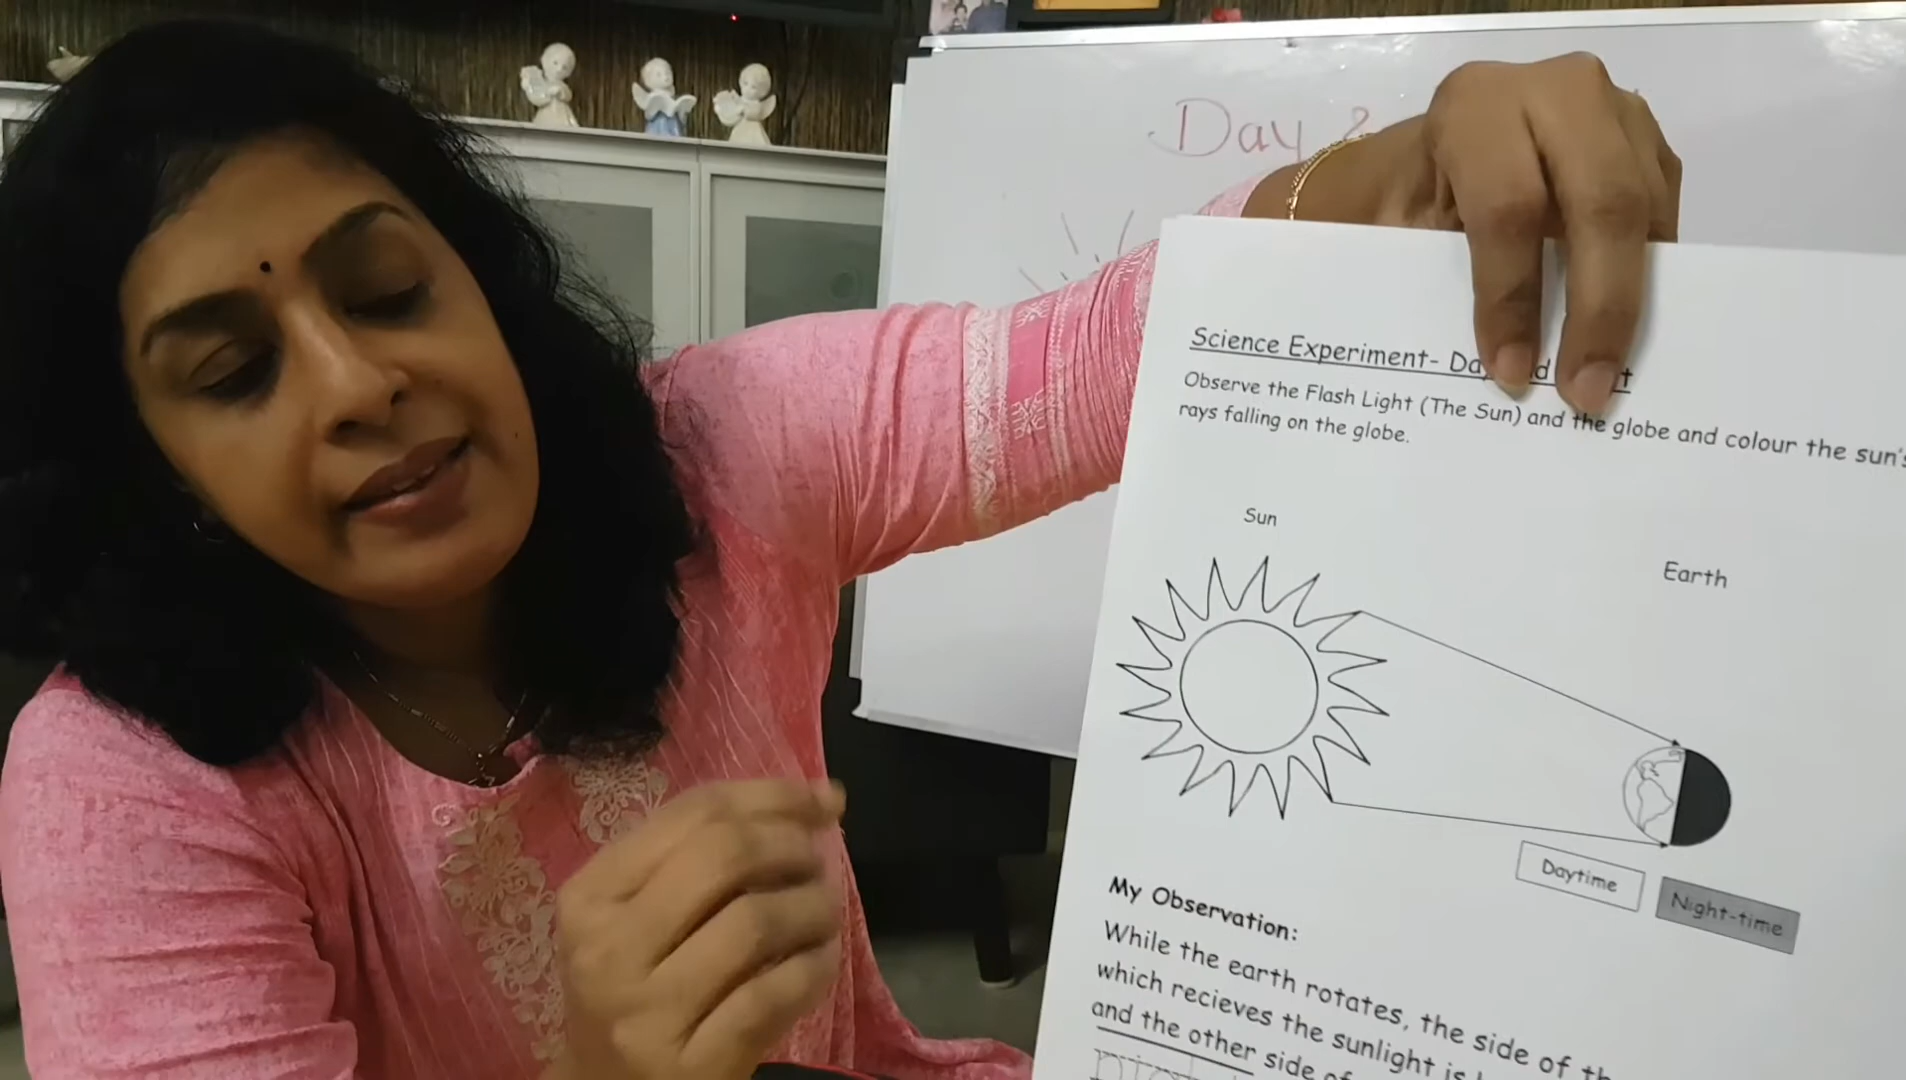 Day &
Science Experiment- Day and
Observe the Flash Light (The Sun) and the globe and colour the sun's
rays falling on the globe.
Sun
Earth
Daytime
Night-time
My Observation:
While the earth rotates, the side of
which recieves the sunlight is
and the other side